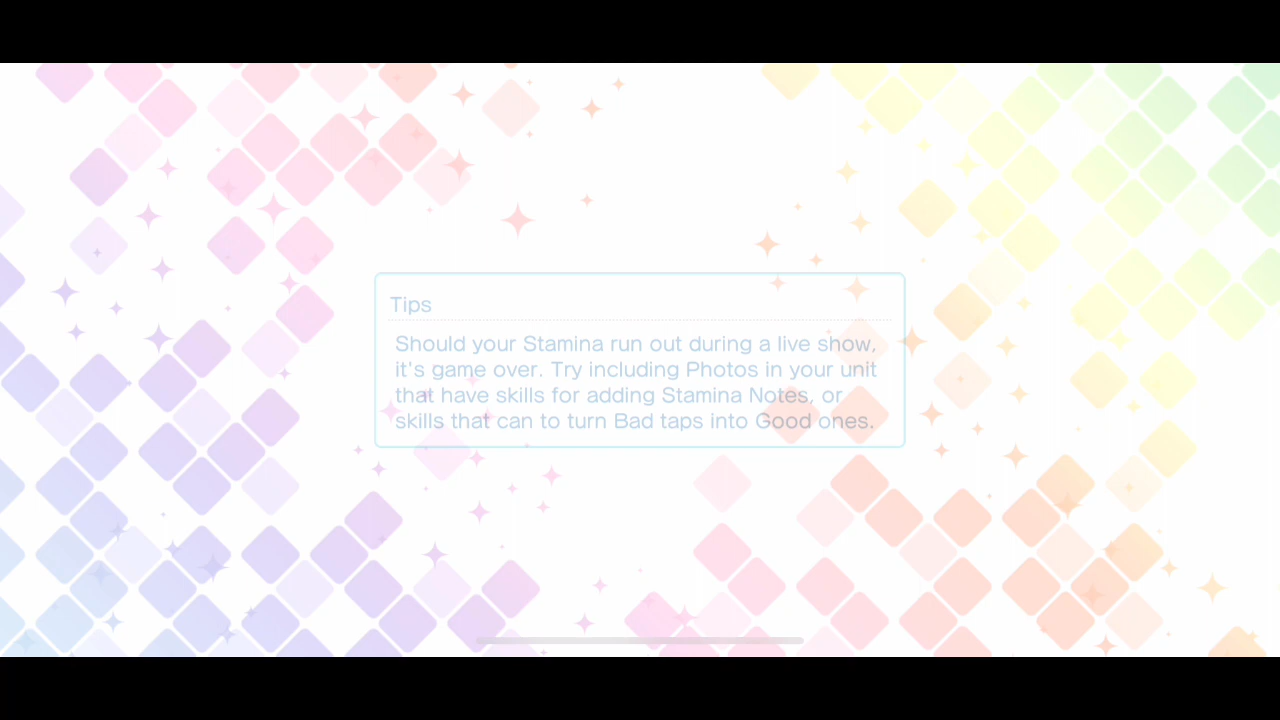 Tips
Should your Stamina run out during a live show,
it's game over. Try including Photos in your unit
that have skills for adding Stamina Notes, or
skills that can to turn Bad taps into Good ones.